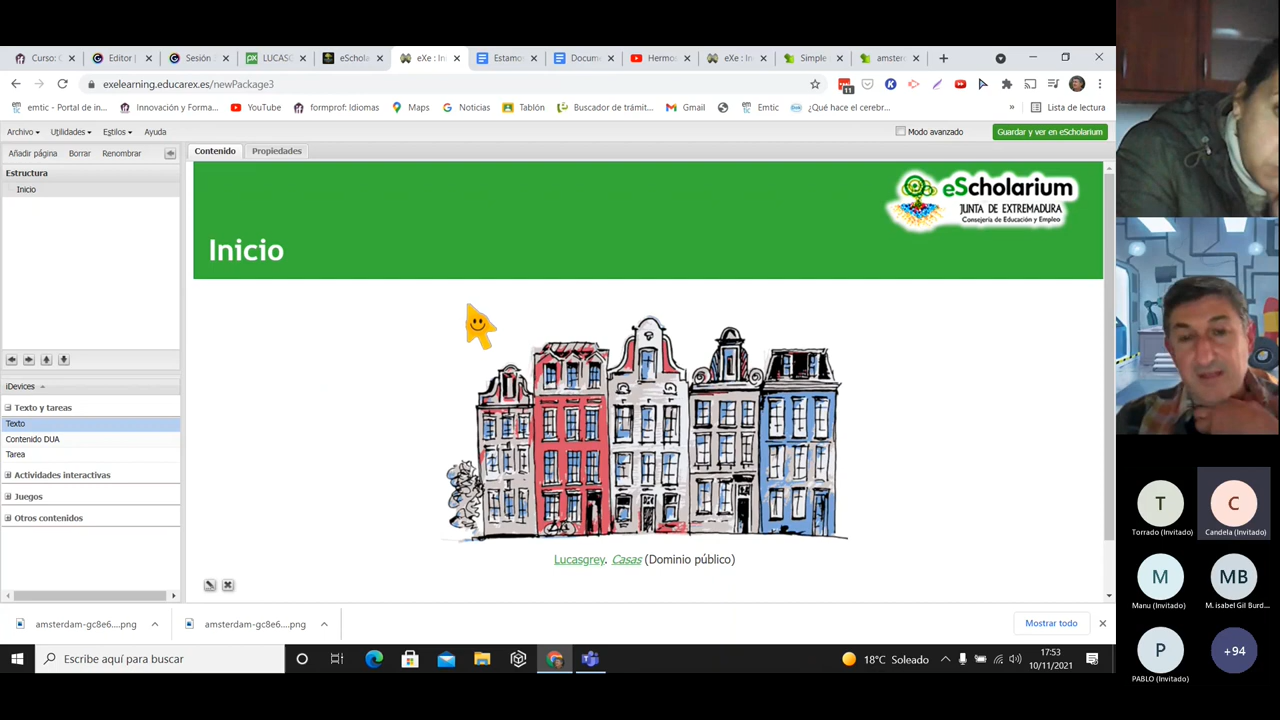 Curso: C
Editor |
Sesión 2
LUCASG
eSchola
eXe : In
Estamo
Docume
Hermo
eXe : In
Simple
amster
exelearning.educarex.es/newPackage3
11
emtic - Portal de in...
Innovación y Forma...
YouTube
formprof: Idiomas
Maps
Noticias
Tablón
Buscador de trámit...
Gmail
Emtic
¿Qué hace el cerebr...
»
Lista de lectura
Archivo
Utilidades
Estilos
Ayuda
Modo avanzado
Guardar y ver en eScholarium
Añadir página
Borrar
Renombrar
Contenido
Propiedades
Estructura
Inicio
eScholarium
JUNTA DE EXTREMADURA
Consejería de Educación y Empleo
Inicio
iDevices
Texto y tareas
Texto
Contenido DUA
Tarea
Actividades interactivas
Juegos
Otros contenidos
Lucasgrey. Casas (Dominio público)
amsterdam-gc8e6....png
amsterdam-gc8e6....png
Mostrar todo
Escribe aquí para buscar
18°C Soleado
17:53
10/11/2021
T
Torrado (Invitado)
C
Candela (Invitado)
M
Manu (Invitado)
MB
M. isabel Gil Burd...
P
PABLO (Invitado)
+94